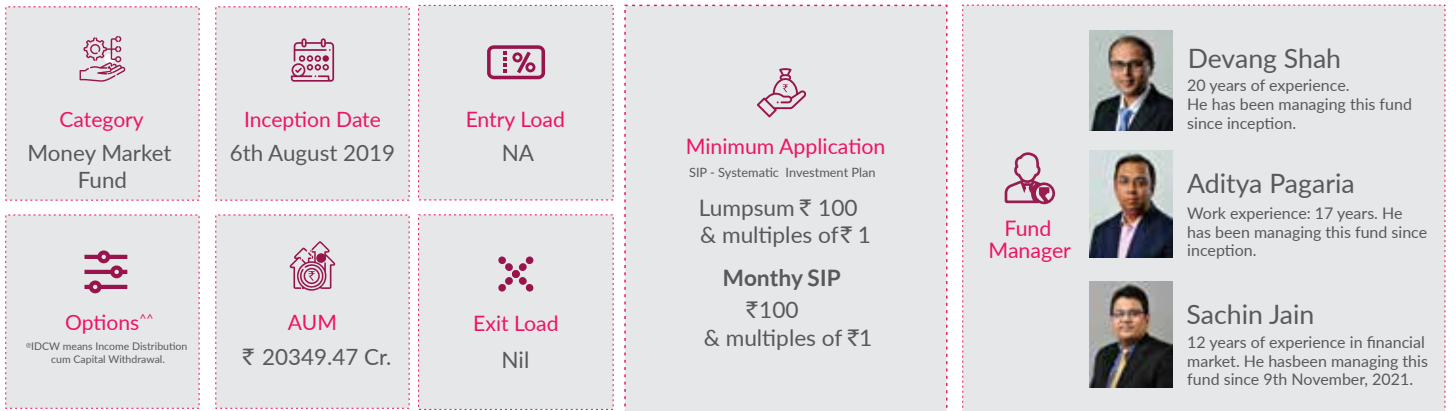 Category
Money Market
Fund
Inception Date
6th August 2019
%
Entry Load
NA
Options^^
@IDCW means Income Distribution
cum Capital Withdrawal.
₹
AUM
₹ 20349.47 Cr.
Exit Load
Nil
₹
Minimum Application
SIP - Systematic Investment Plan
Lumpsum ₹ 100
& multiples of₹ 1
Monthy SIP
₹100
& multiples of ₹1
₹
Fund
Manager
Devang Shah
20 years of experience.
He has been managing this fund
since inception.
Aditya Pagaria
Work experience: 17 years. He
has been managing this fund since
inception.
Sachin Jain
12 years of experience in financial
market. He hasbeen managing this
fund since 9th November, 2021.